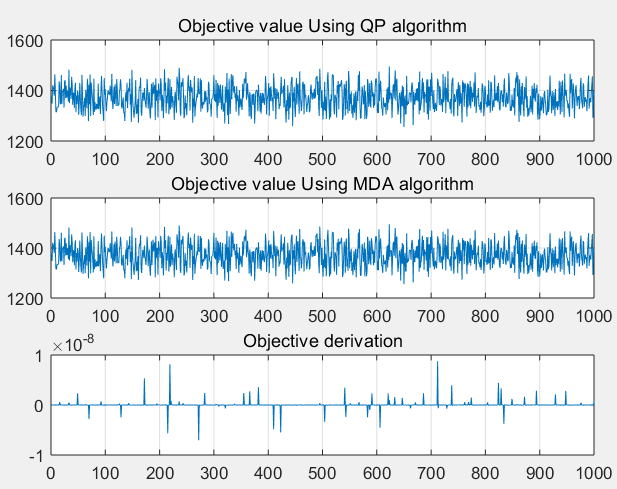 Objective value Using QP algorithm
1600
1400
1200
0 100 200 300 400 500 600 700 800 900 1000
Objective value Using MDA algorithm
1600
1400
1200
0 100 200 300 400 500 600 700 800 900 1000
Objective derivation
×10⁻⁸
1
0
-1
0 100 200 300 400 500 600 700 800 900 1000